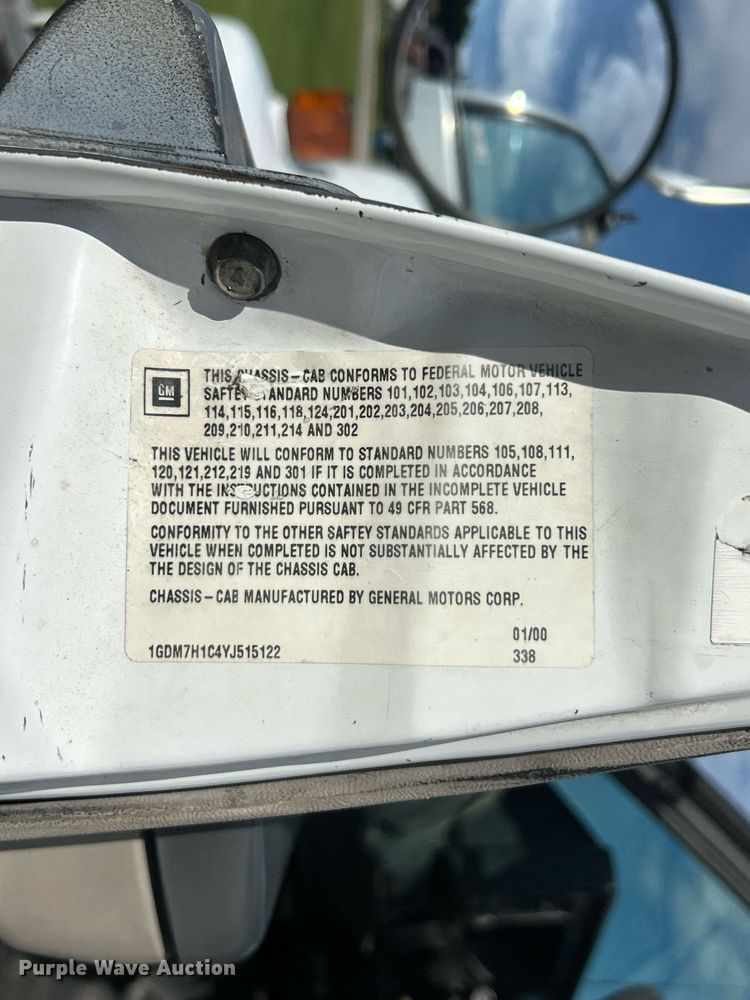 GM
THIS CHASSIS-CAB CONFORMS TO FEDERAL MOTOR VEHICLE
SAFTEY STANDARD NUMBERS 101,102,103,104,106,107,113,
114,115,116,118,124,201,202,203,204,205,206,207,208,
209,210,211,214 AND 302
THIS VEHICLE WILL CONFORM TO STANDARD NUMBERS 105,108,111,
120,121,212,219 AND 301 IF IT IS COMPLETED IN ACCORDANCE
WITH THE INSTRUCTIONS CONTAINED IN THE INCOMPLETE VEHICLE
DOCUMENT FURNISHED PURSUANT TO 49 CFR PART 568.
CONFORMITY TO THE OTHER SAFTEY STANDARDS APPLICABLE TO THIS
VEHICLE WHEN COMPLETED IS NOT SUBSTANTIALLY AFFECTED BY THE
THE DESIGN OF THE CHASSIS CAB.
CHASSIS-CAB MANUFACTURED BY GENERAL MOTORS CORP.
01/00
1GDM7H1C4YJ515122 338
Purple Wave Auction